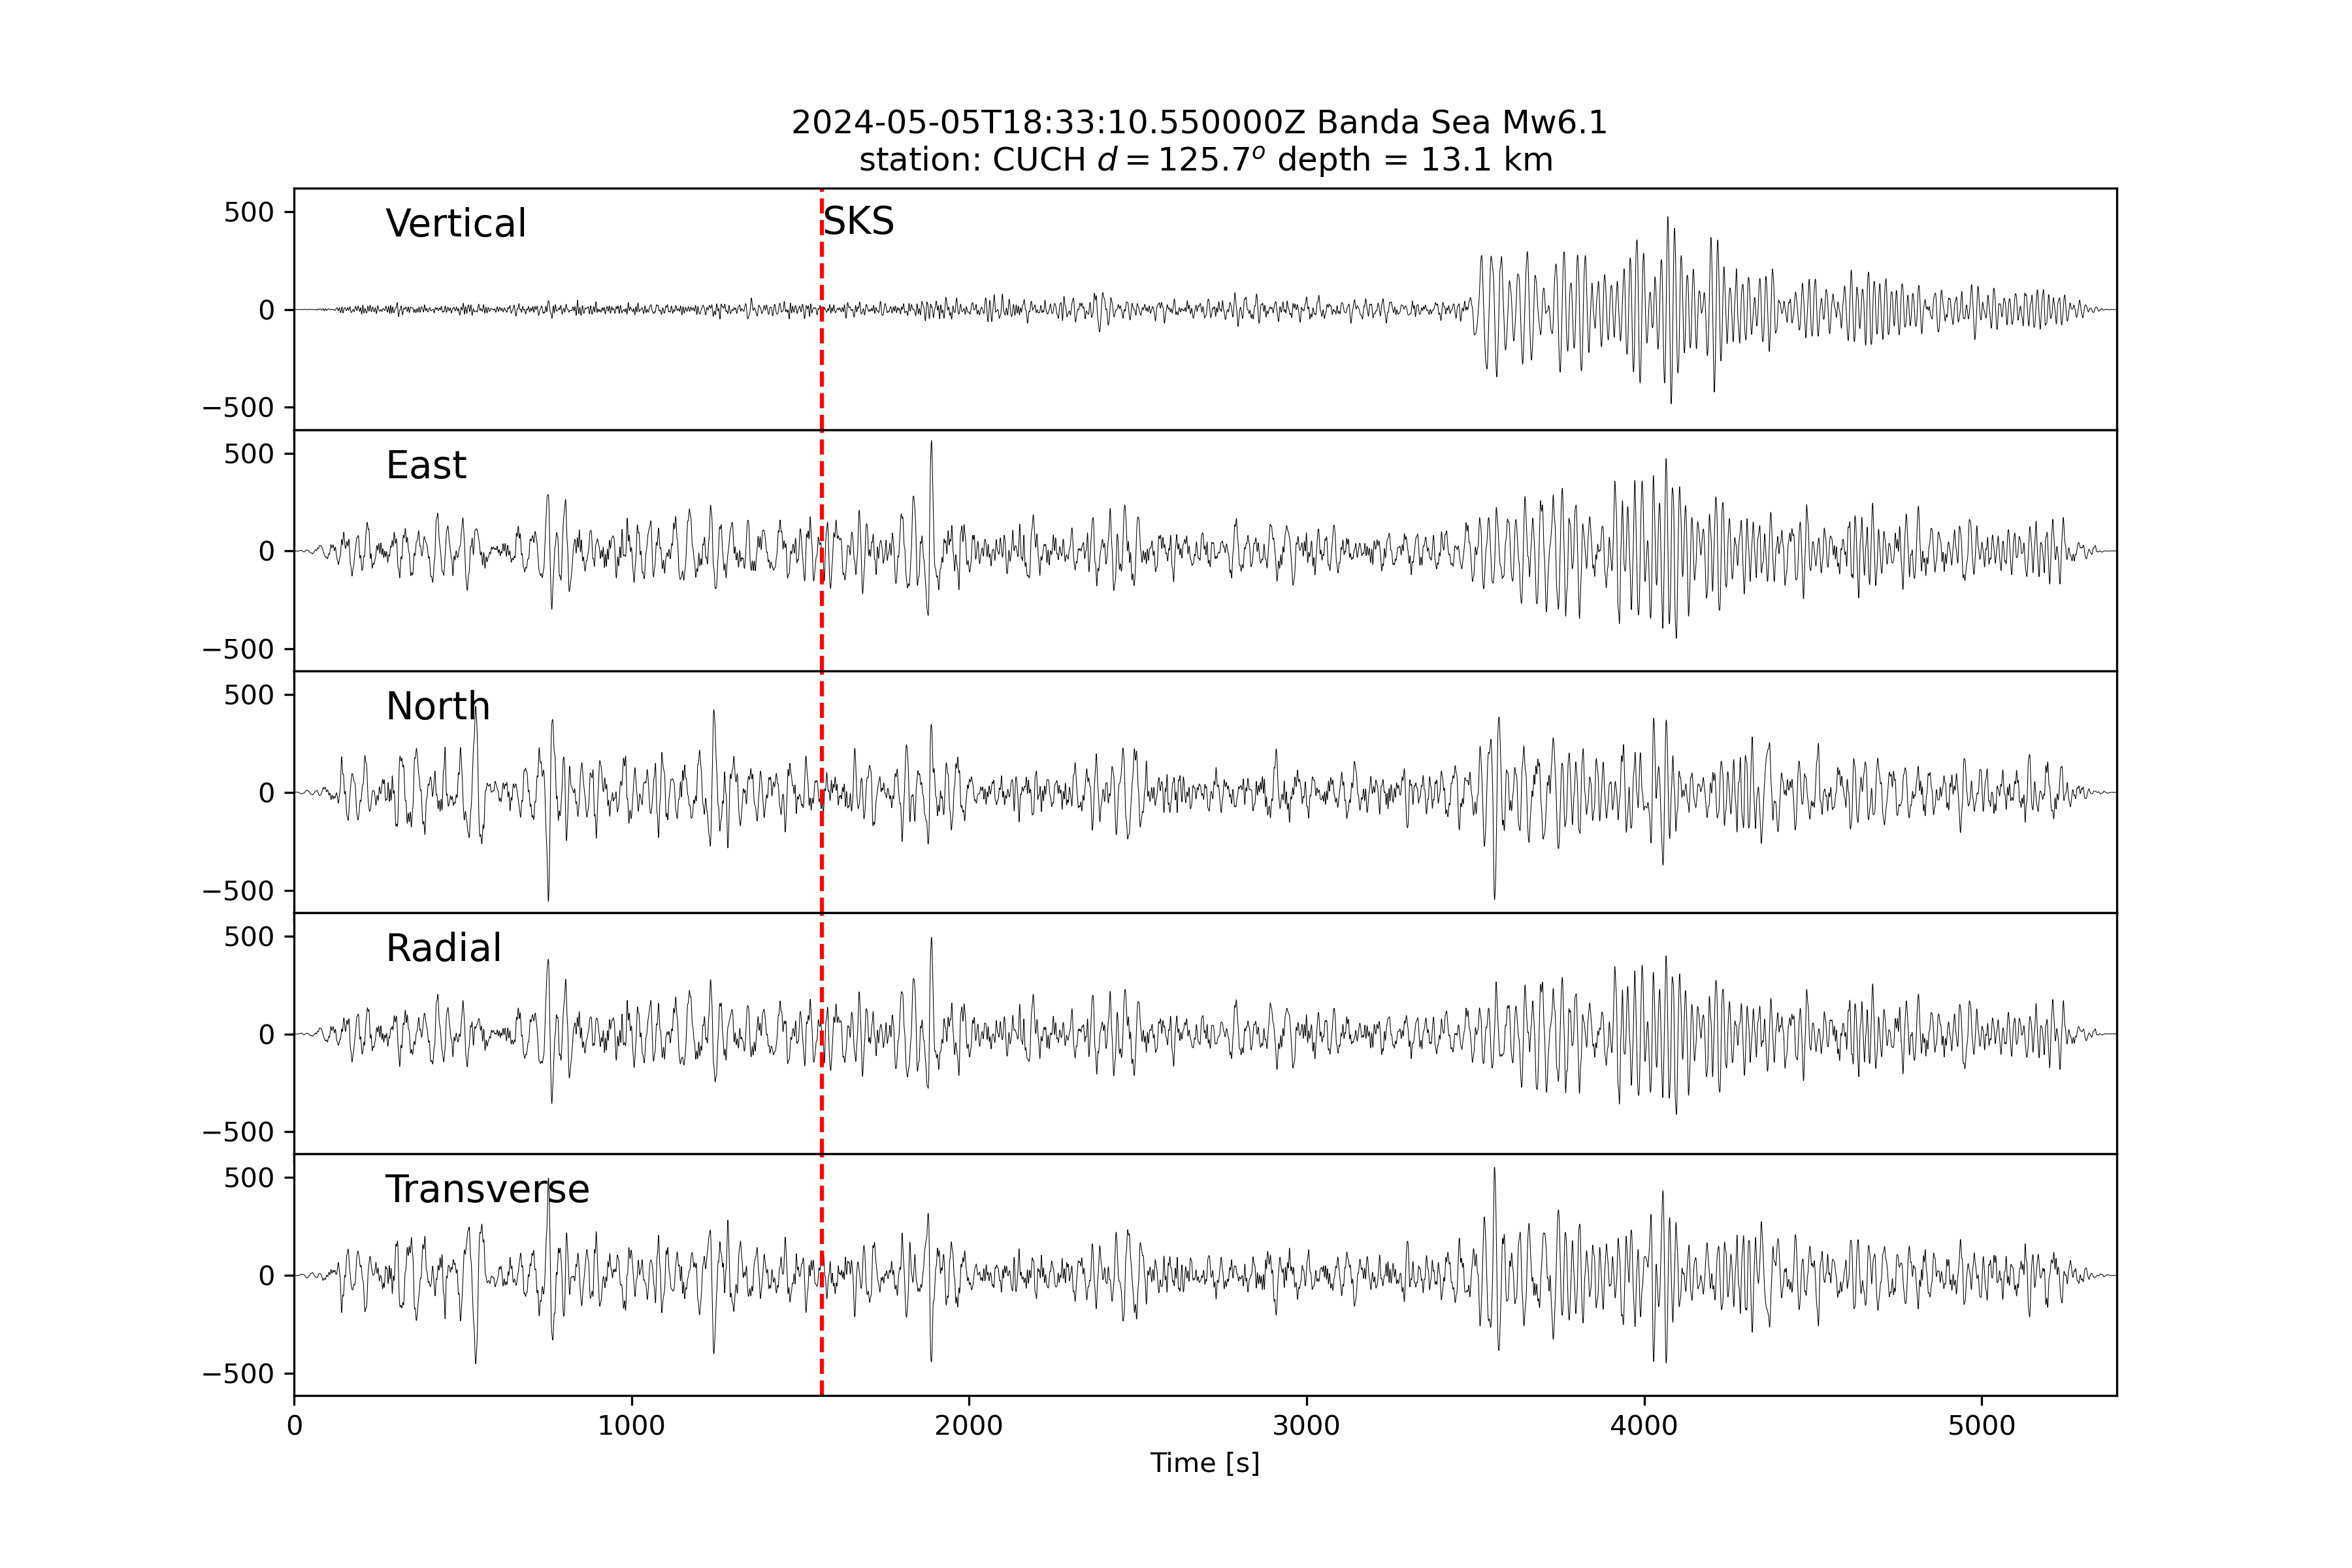 2024-05-05T18:33:10.550000Z Banda Sea Mw6.1
station: CUCH d = 125.7° depth = 13.1 km
500
Vertical
SKS
0
−500
500
East
0
−500
500
North
0
−500
500
Radial
0
−500
500
Transverse
0
−500
0 1000 2000 3000 4000 5000
Time [s]